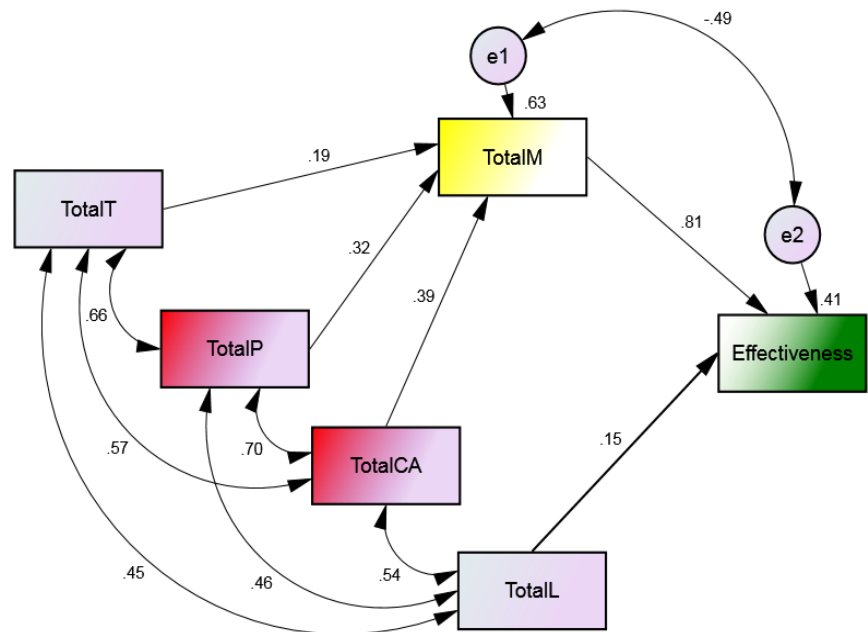 -.49
e1
.63
TotalM
.19
TotalT
.81
e2
.32
.41
.39
.66
TotalP
Effectiveness
.57
.70
TotalCA
.15
.45
.46
.54
TotalL